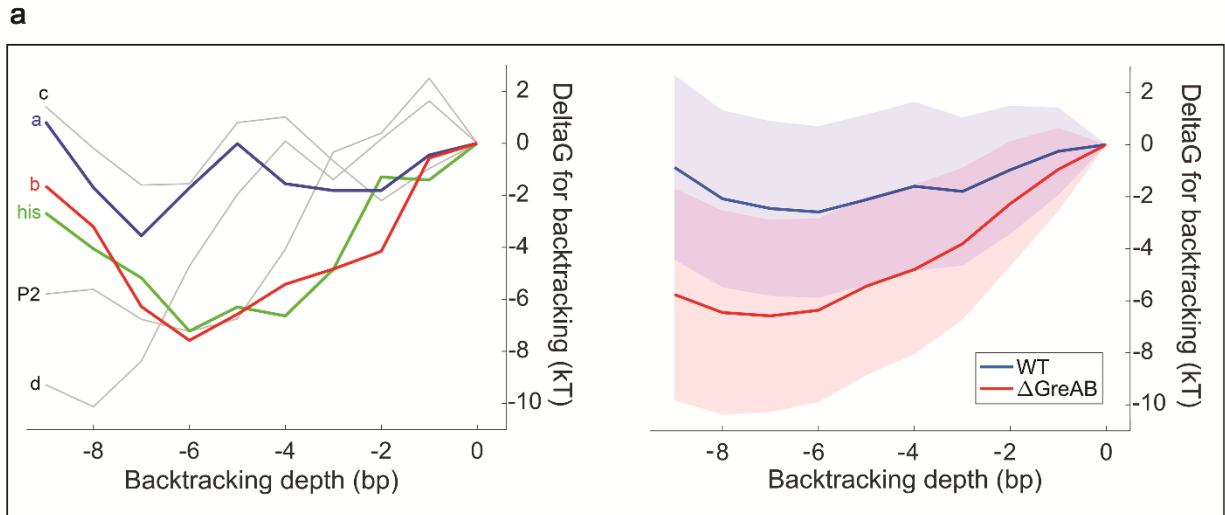 a
c
a
b
his
P2
d
2
0
-2
-4
-6
-8
-10
DeltaG for backtracking (kT)
-8 -6 -4 -2 0
Backtracking depth (bp)
2
0
-2
-4
-6
-8
-10
DeltaG for backtracking (kT)
WT
ΔGreAB
-8 -6 -4 -2 0
Backtracking depth (bp)